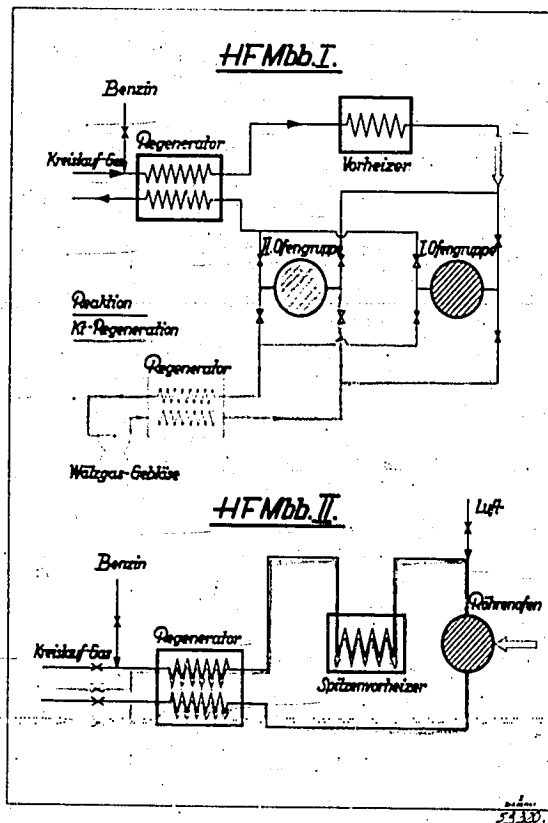 HFMbb.I.
Benzin
Regenerator
Kreislauf-Gas
Vorheizer
II.Ofengruppe
I.Ofengruppe
Reaktion
Kt-Regeneration
Regenerator
Wälzgas-Gebläse
HFMbb.II.
Luft
Benzin
Röhrenofen
Regenerator
Kreislauf-Gas
Spitzenvorheizer